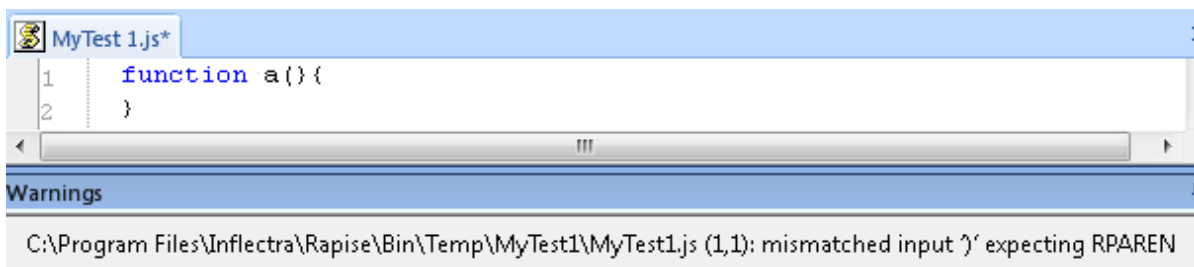 MyTest 1.js*
1 function a(){
2 }
Warnings
C:\Program Files\Inflectra\Rapise\Bin\Temp\MyTest1\MyTest1.js (1,1): mismatched input ')' expecting RPAREN